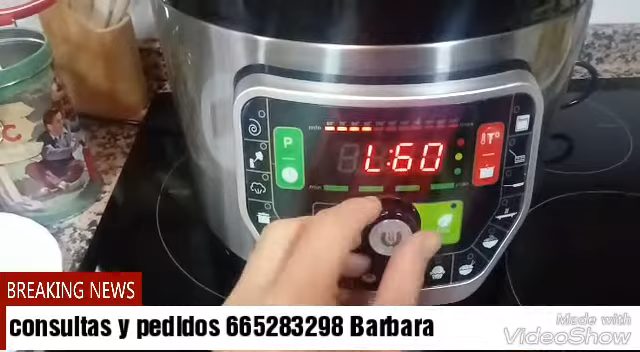 P
L:60
BREAKING NEWS
consultas y pedidos 665283298 Barbara
Made with
VideoShow